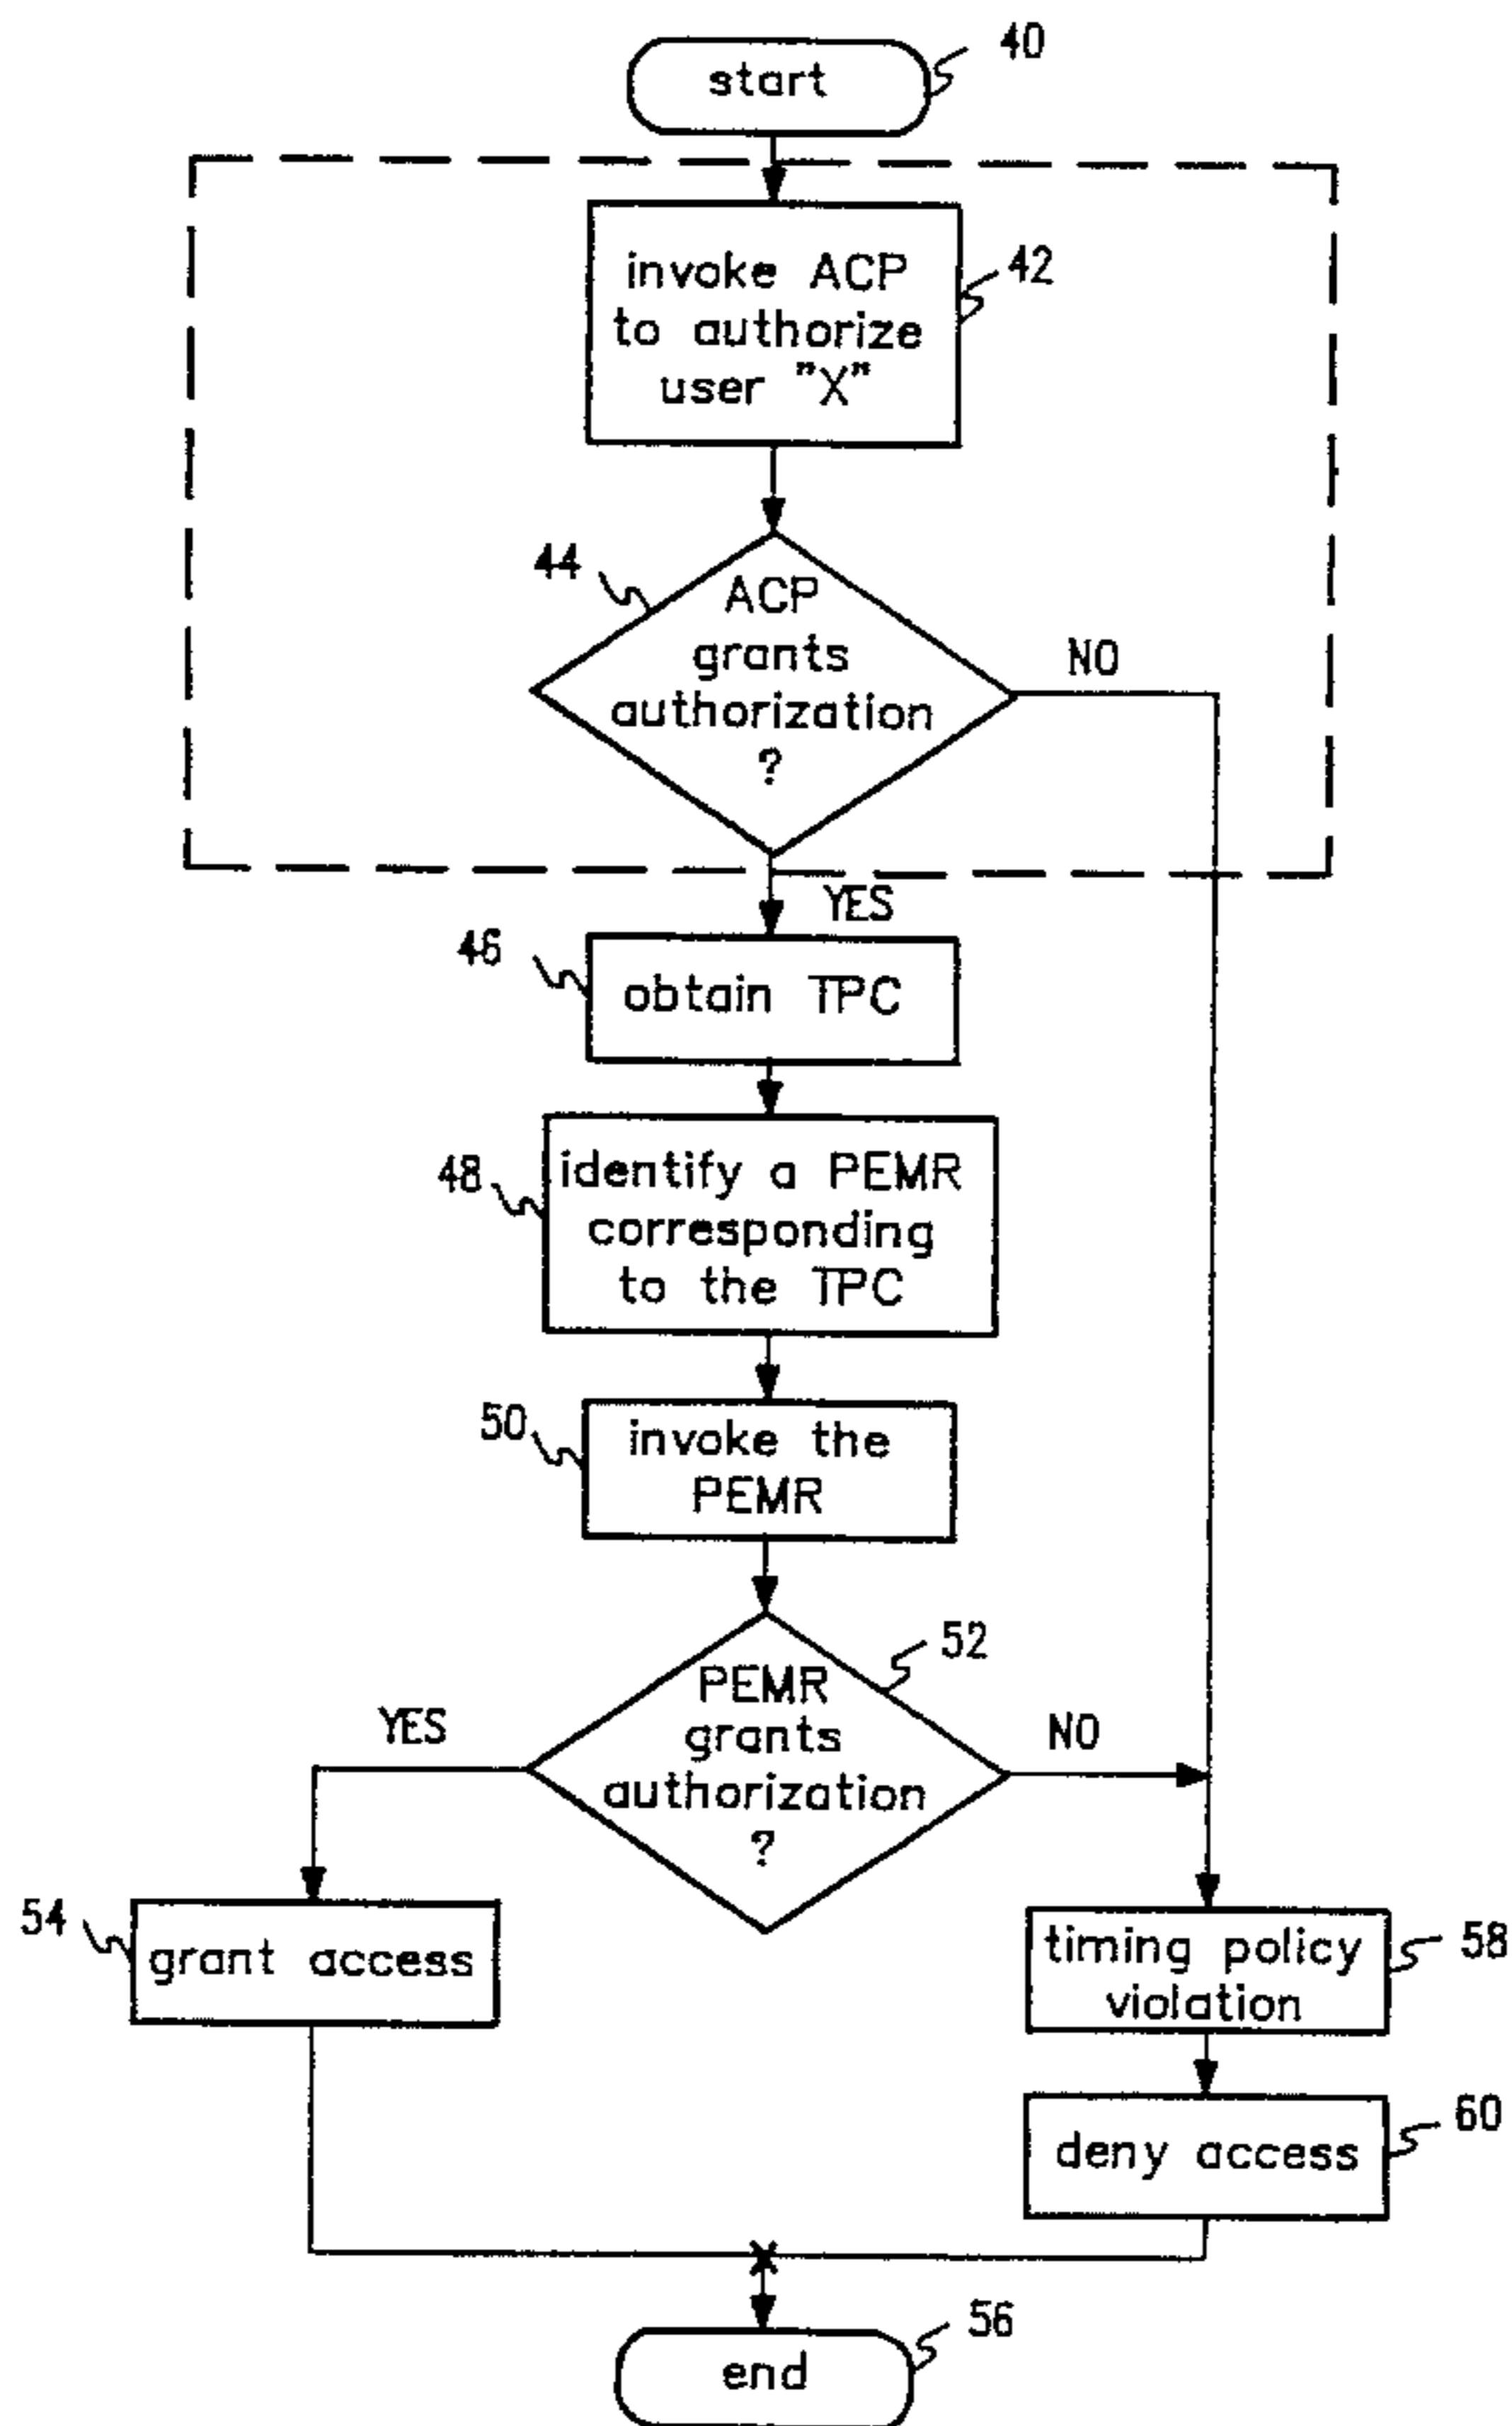 start
40
invoke ACP
to authorize
user "X"
42
44
ACP
grants
authorization
?
NO
YES
46
obtain TPC
48
identify a PEMR
corresponding
to the TPC
50
invoke the
PEMR
52
PEMR
grants
authorization
?
YES
NO
54
grant access
timing policy
violation
58
deny access
60
end
56